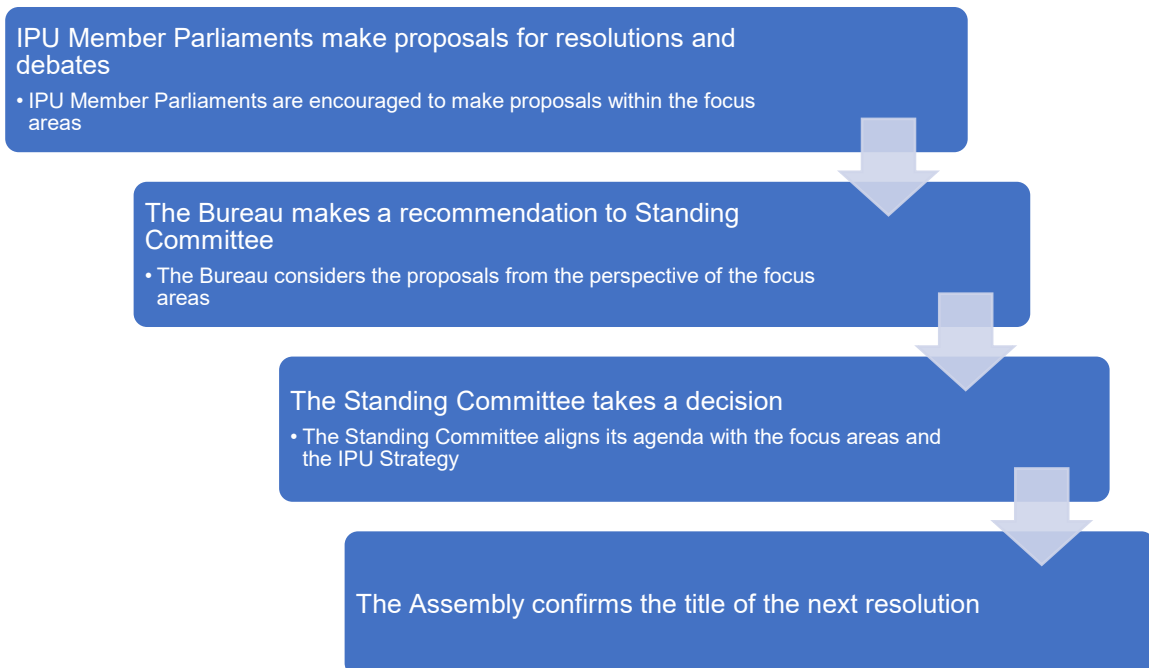 IPU Member Parliaments make proposals for resolutions and
debates
• IPU Member Parliaments are encouraged to make proposals within the focus
areas
The Bureau makes a recommendation to Standing
Committee
• The Bureau considers the proposals from the perspective of the focus
areas
The Standing Committee takes a decision
• The Standing Committee aligns its agenda with the focus areas and
the IPU Strategy
The Assembly confirms the title of the next resolution